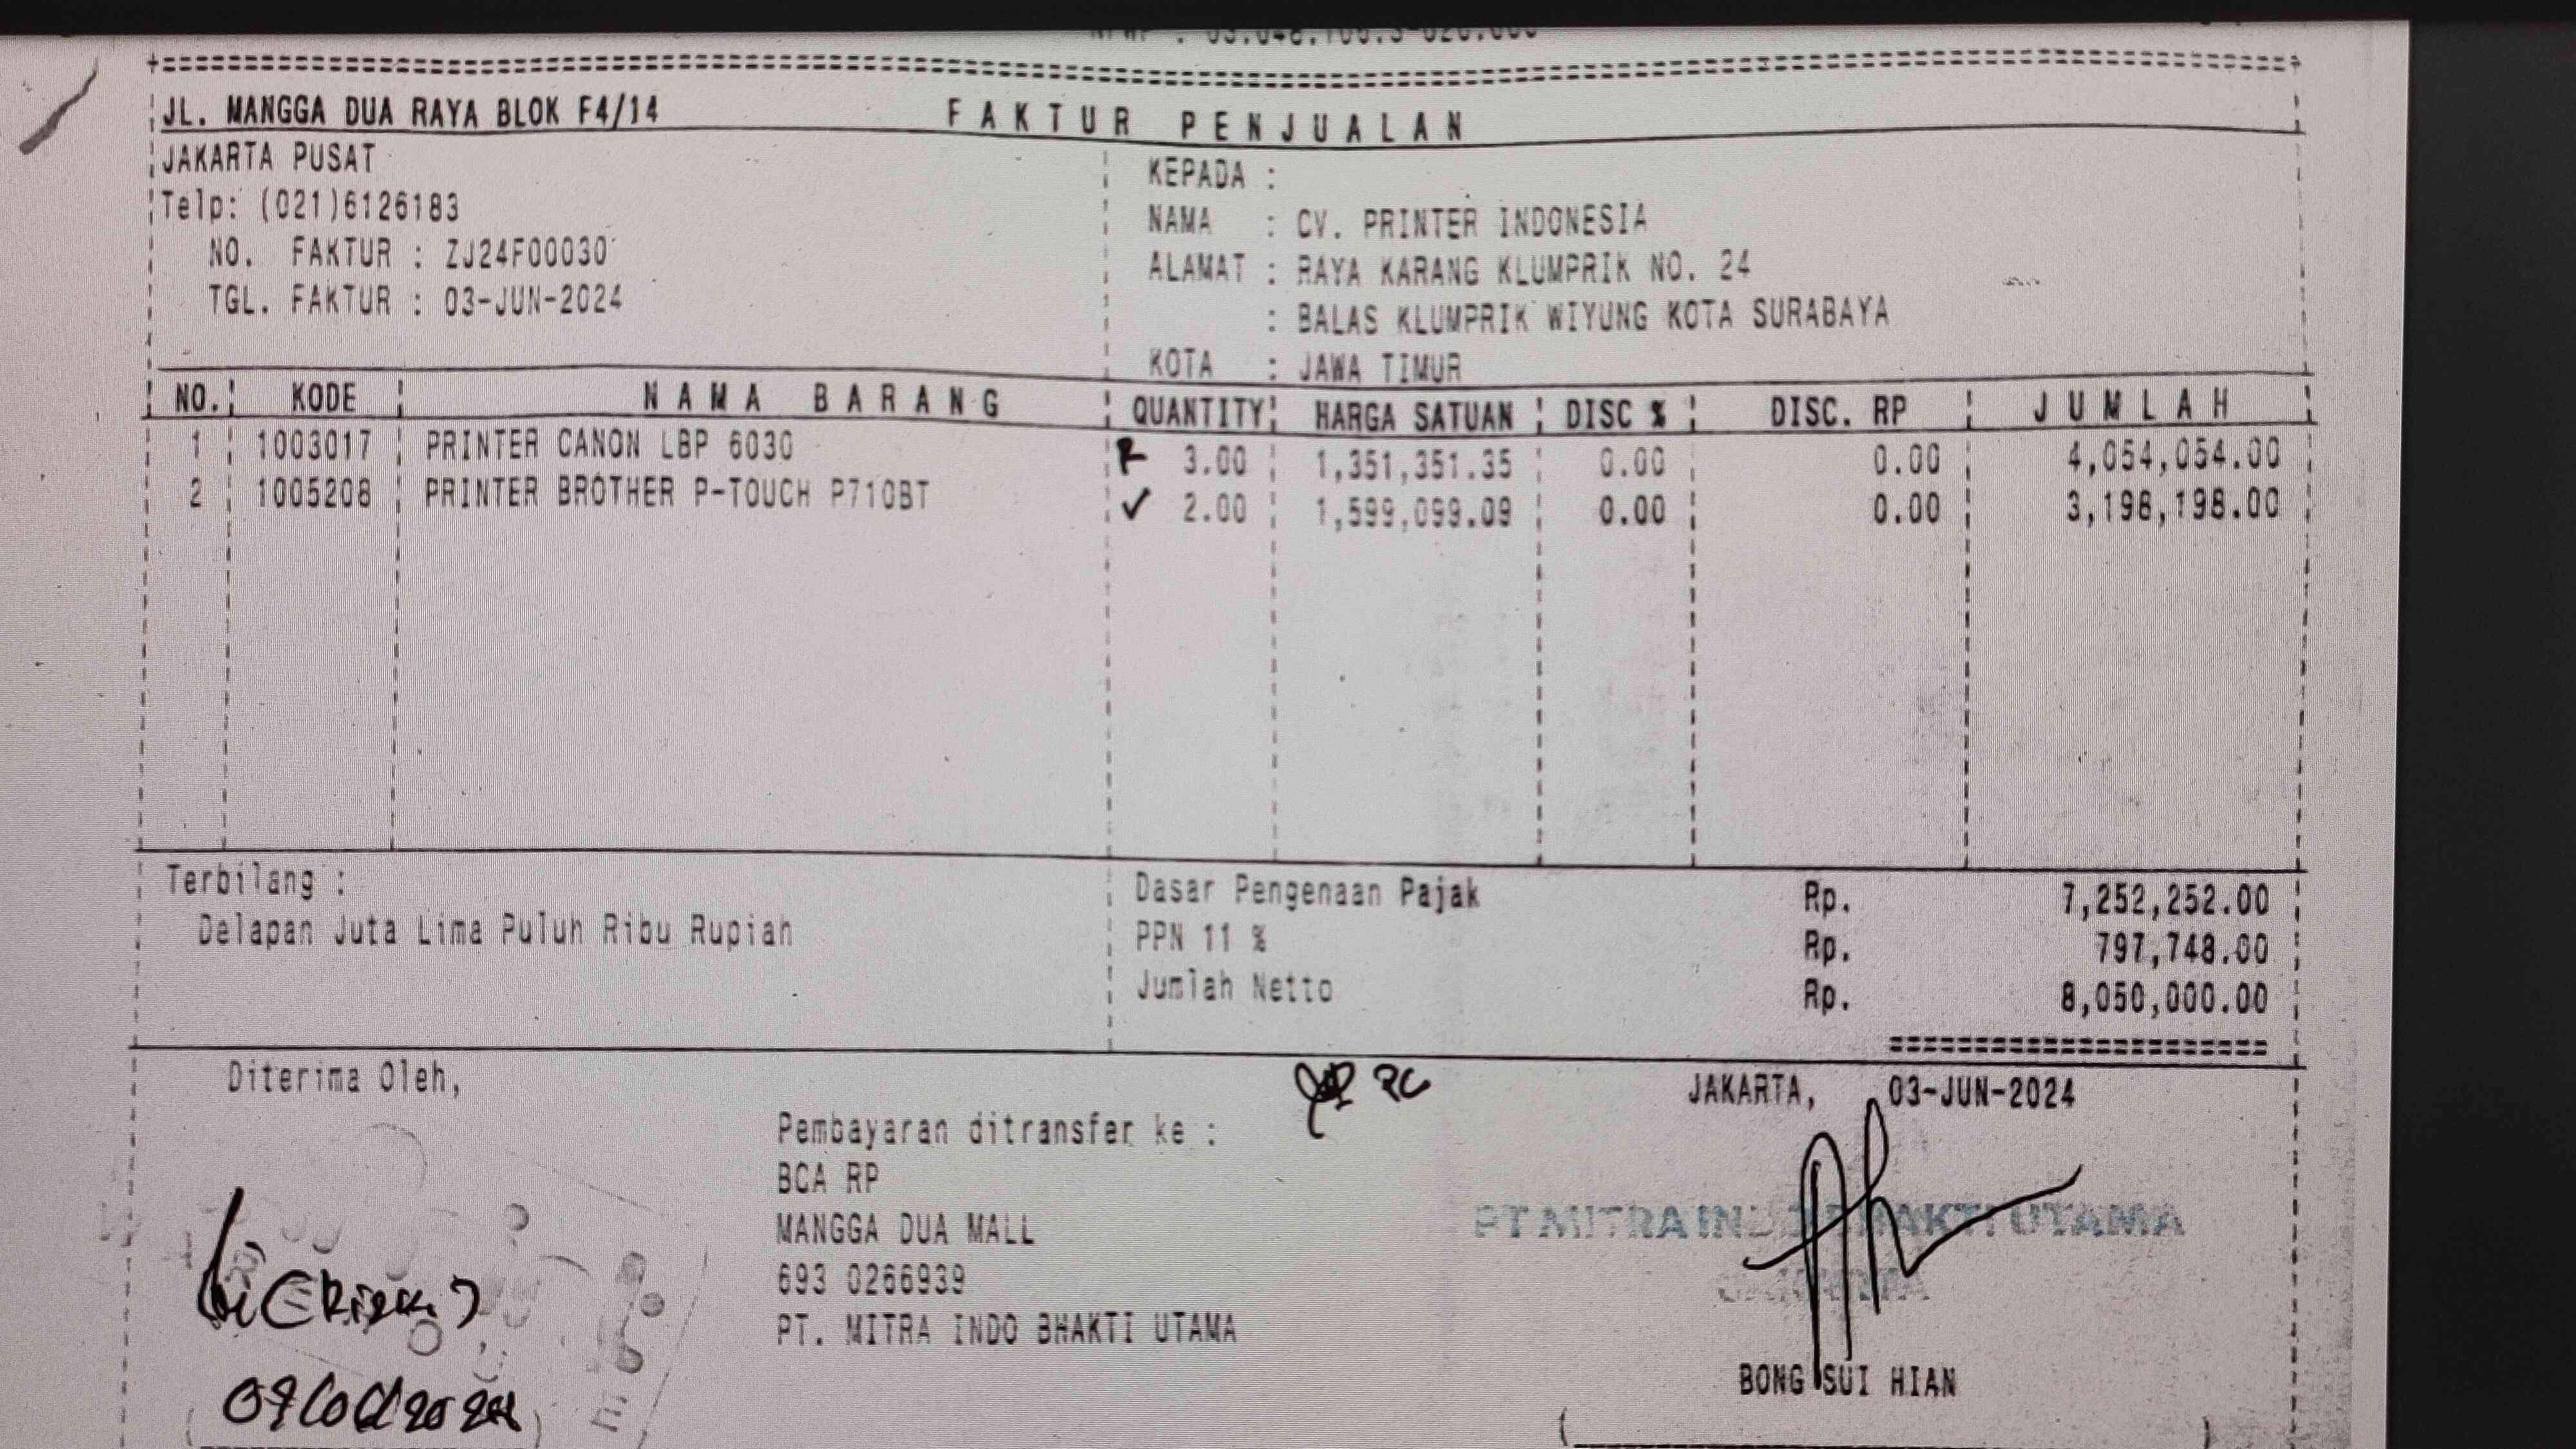 JL. MANGGA DUA RAYA BLOK F4/14
FAKTUR PENJUALAN
JAKARTA PUSAT
Telp: (021)6126183
NO. FAKTUR : ZJ24F00030
TGL. FAKTUR : 03-JUN-2024
KEPADA :
NAMA : CV. PRINTER INDONESIA
ALAMAT : RAYA KARANG KLUMPRIK NO. 24
: BALAS KLUMPRIK WIYUNG KOTA SURABAYA
KOTA : JAWA TIMUR
NO. KODE NAMA BARANG QUANTITY HARGA SATUAN DISC % DISC. RP JUMLAH
1 1003017 PRINTER CANON LBP 6030 3.00 1,351,351.35 0.00 0.00 4,054,054.00
2 1005208 PRINTER BROTHER P-TOUCH P710BT ✓ 2.00 1,599,099.09 0.00 0.00 3,198,198.00
Terbilang :
Delapan Juta Lima Puluh Ribu Rupiah
Dasar Pengenaan Pajak Rp. 7,252,252.00
PPN 11 % Rp. 797,748.00
Jumlah Netto Rp. 8,050,000.00
Diterima Oleh,
Pembayaran ditransfer ke :
BCA RP
MANGGA DUA MALL
693 0266939
PT. MITRA INDO BHAKTI UTAMA
JAKARTA, 03-JUN-2024
PT MITRA INDO BHAKTI UTAMA
JAKARTA
BONG SUI HIAN